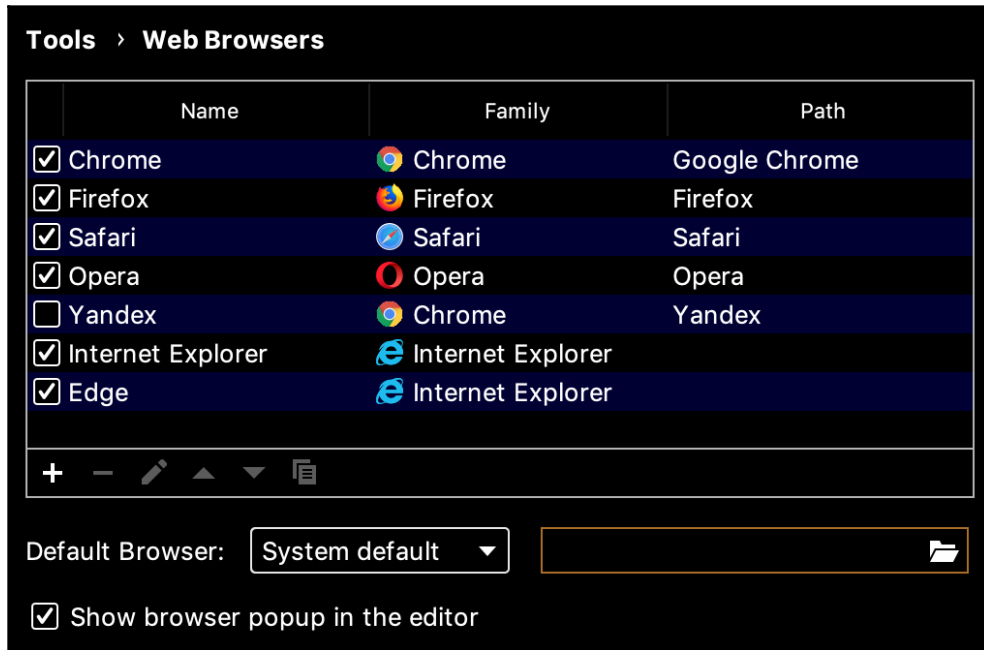 Tools › Web Browsers
Name Family Path
Chrome Chrome Google Chrome
Firefox Firefox Firefox
Safari Safari Safari
Opera Opera Opera
Yandex Chrome Yandex
Internet Explorer Internet Explorer
Edge Internet Explorer
Default Browser: System default
Show browser popup in the editor